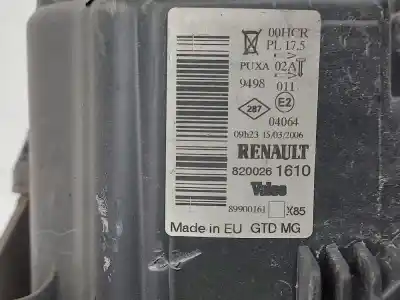 00HCR
PL 17.5
PUXA 02A T
9498 011
287 E2
04064
09h23 15/03/2006
RENAULT
820026 1610
Valeo
89900161 X85
Made in EU GTD MG